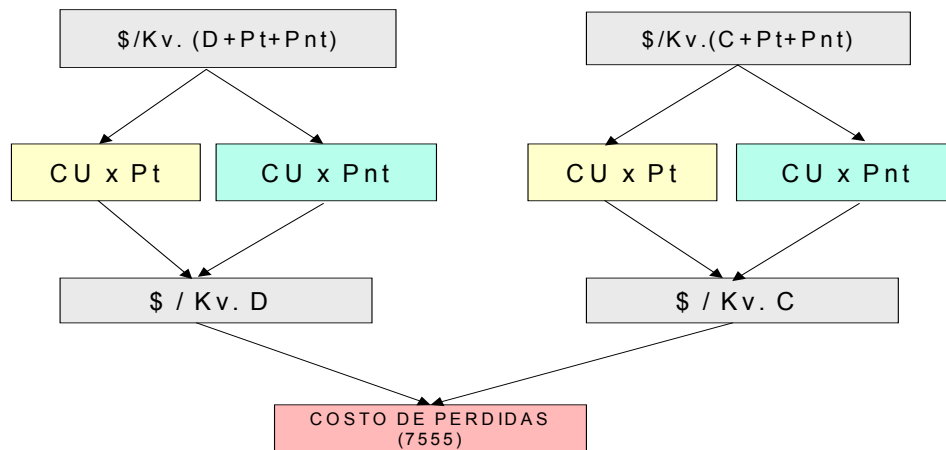 $/Kv. (D+Pt+Pnt)
$/Kv.(C+Pt+Pnt)
CU x Pt
CU x Pnt
CU x Pt
CU x Pnt
$ / Kv. D
$ / Kv. C
COSTO DE PERDIDAS
(7555)